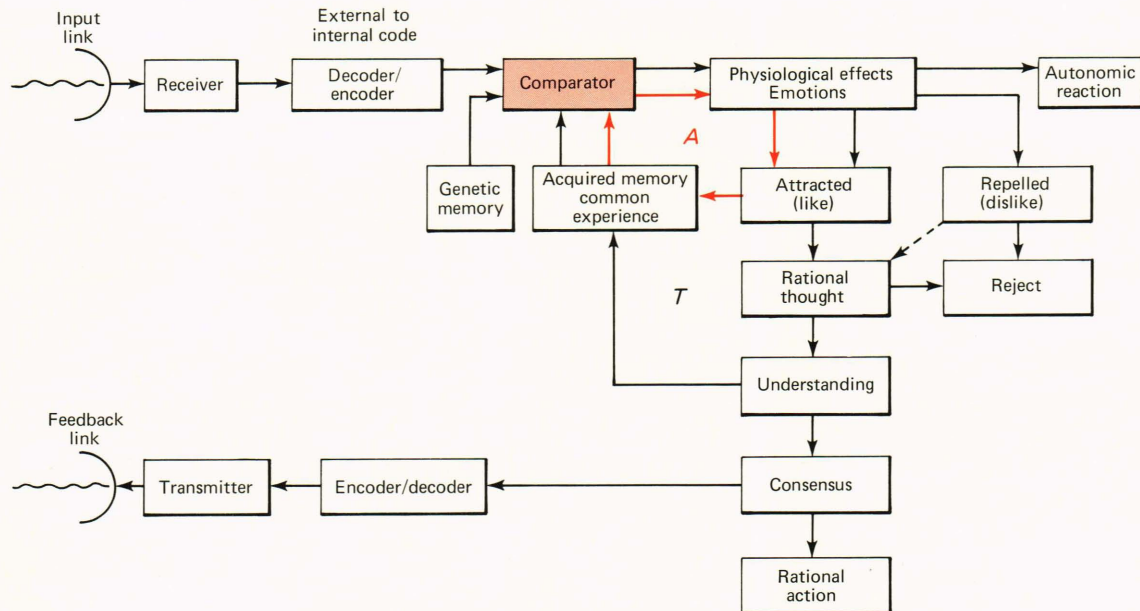 Input
link
External to
internal code
Receiver
Decoder/
encoder
Comparator
Physiological effects
Emotions
Autonomic
reaction
A
Genetic
memory
Acquired memory
common
experience
Attracted
(like)
Repelled
(dislike)
T
Rational
thought
Reject
Understanding
Feedback
link
Transmitter
Encoder/decoder
Consensus
Rational
action